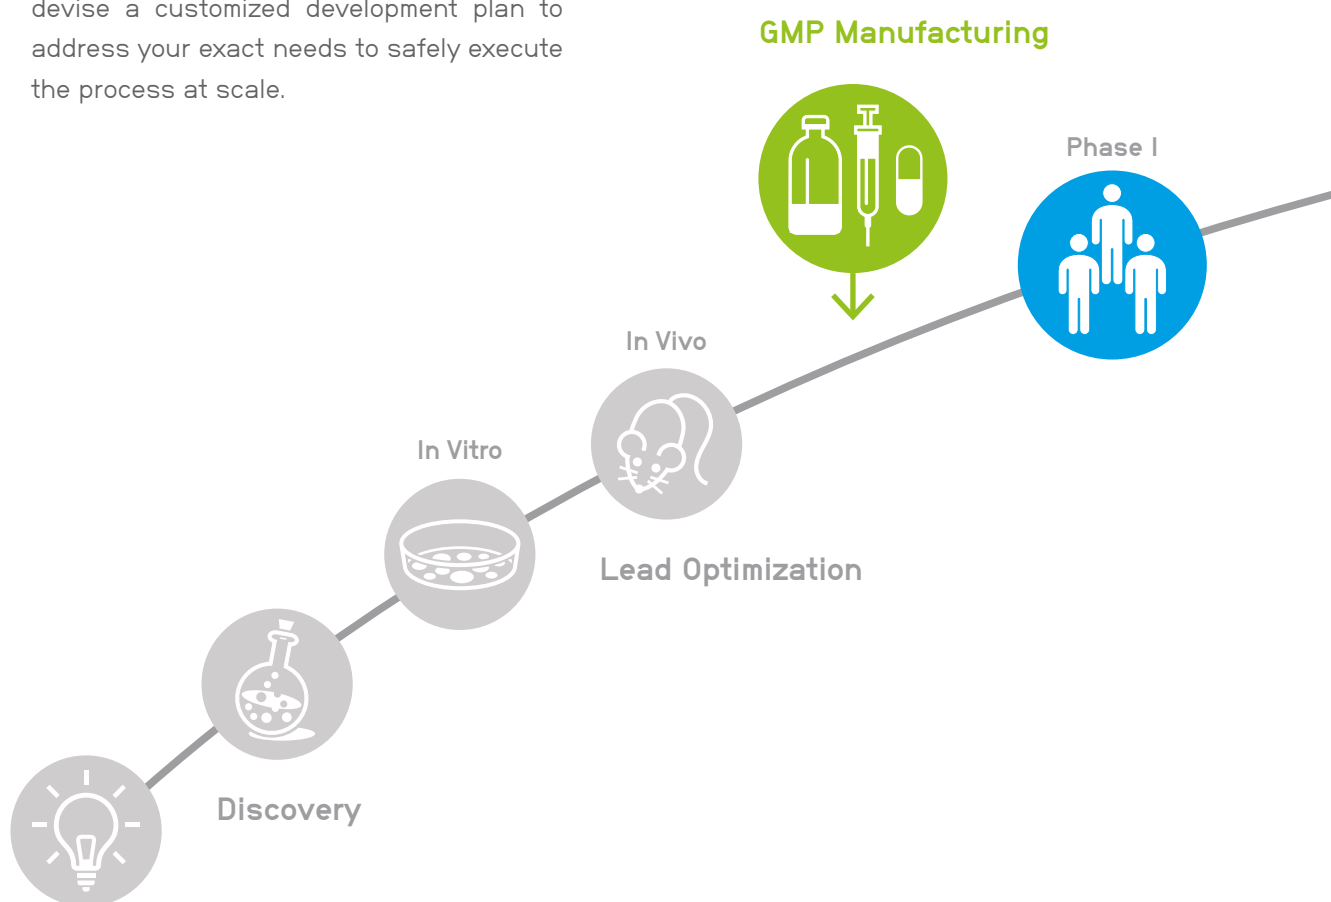 devise a customized development plan to
address your exact needs to safely execute
the process at scale.
GMP Manufacturing
Phase I
In Vivo
In Vitro
Lead Optimization
Discovery